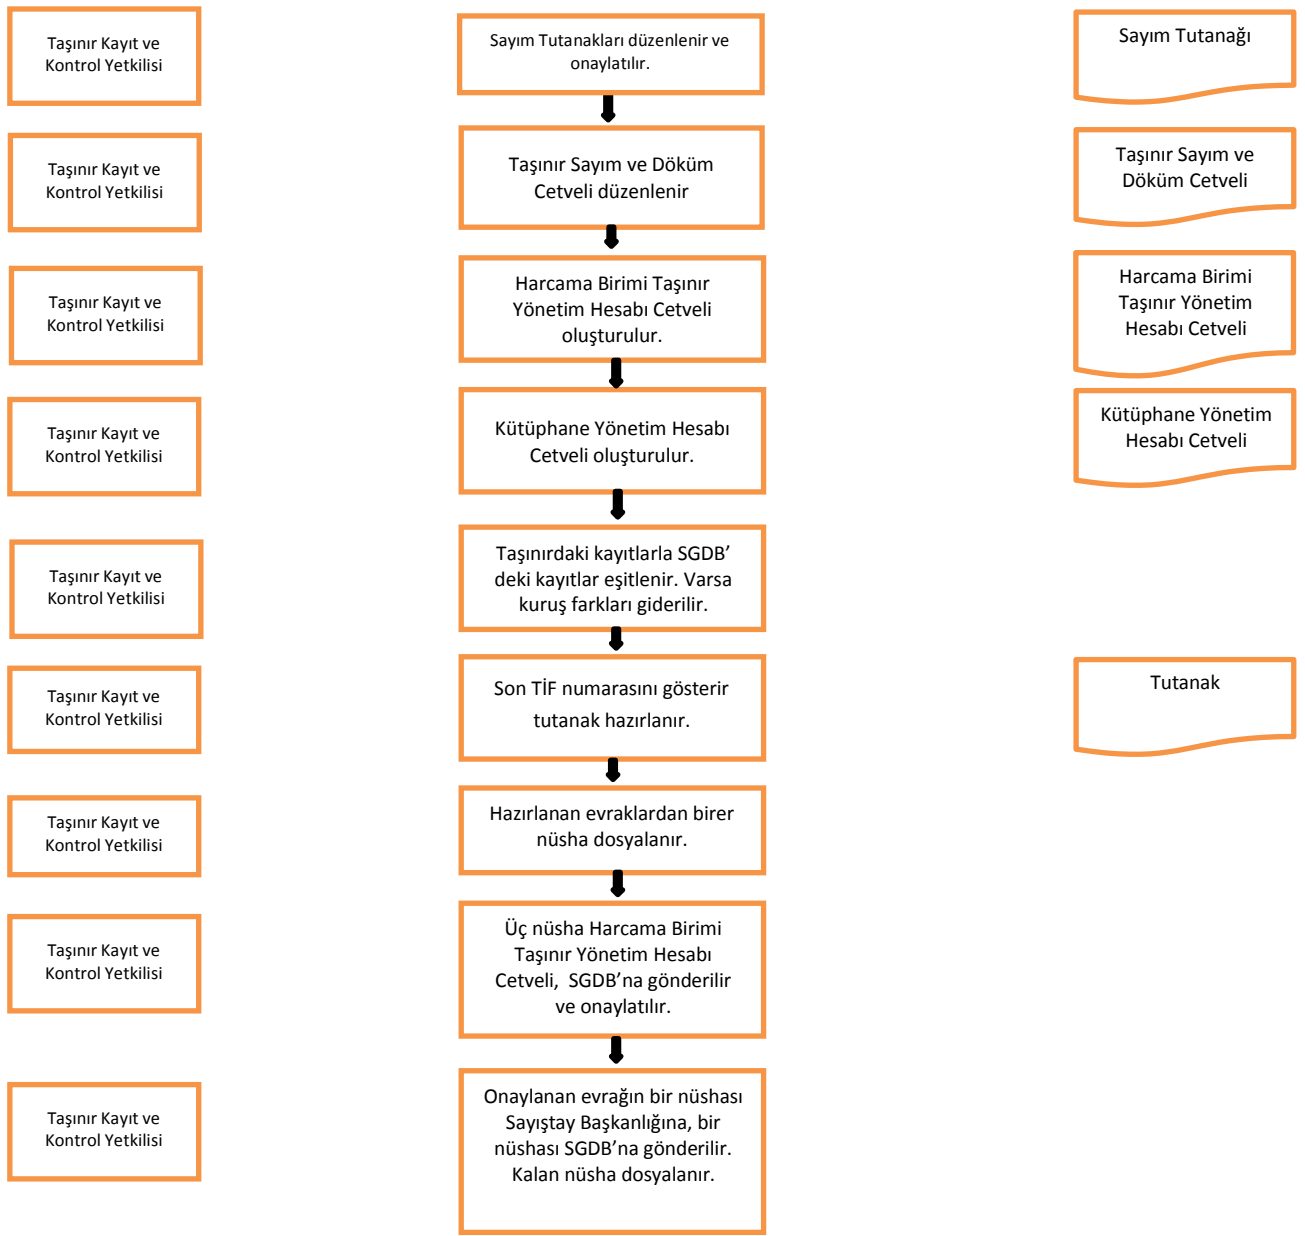 Taşınır Kayıt ve
Kontrol Yetkilisi
Sayım Tutanakları düzenlenir ve
onaylatılır.
Sayım Tutanağı
Taşınır Kayıt ve
Kontrol Yetkilisi
Taşınır Sayım ve Döküm
Cetveli düzenlenir
Taşınır Sayım ve
Döküm Cetveli
Taşınır Kayıt ve
Kontrol Yetkilisi
Harcama Birimi Taşınır
Yönetim Hesabı Cetveli
oluşturulur.
Harcama Birimi
Taşınır Yönetim
Hesabı Cetveli
Taşınır Kayıt ve
Kontrol Yetkilisi
Kütüphane Yönetim Hesabı
Cetveli oluşturulur.
Kütüphane Yönetim
Hesabı Cetveli
Taşınır Kayıt ve
Kontrol Yetkilisi
Taşınırdaki kayıtlarla SGDB’
deki kayıtlar eşitlenir. Varsa
kuruş farkları giderilir.
Taşınır Kayıt ve
Kontrol Yetkilisi
Son TİF numarasını gösterir
tutanak hazırlanır.
Tutanak
Taşınır Kayıt ve
Kontrol Yetkilisi
Hazırlanan evraklardan birer
nüsha dosyalanır.
Taşınır Kayıt ve
Kontrol Yetkilisi
Üç nüsha Harcama Birimi
Taşınır Yönetim Hesabı
Cetveli, SGDB’na gönderilir
ve onaylatılır.
Taşınır Kayıt ve
Kontrol Yetkilisi
Onaylanan evrağın bir nüshası
Sayıştay Başkanlığına, bir
nüshası SGDB’na gönderilir.
Kalan nüsha dosyalanır.